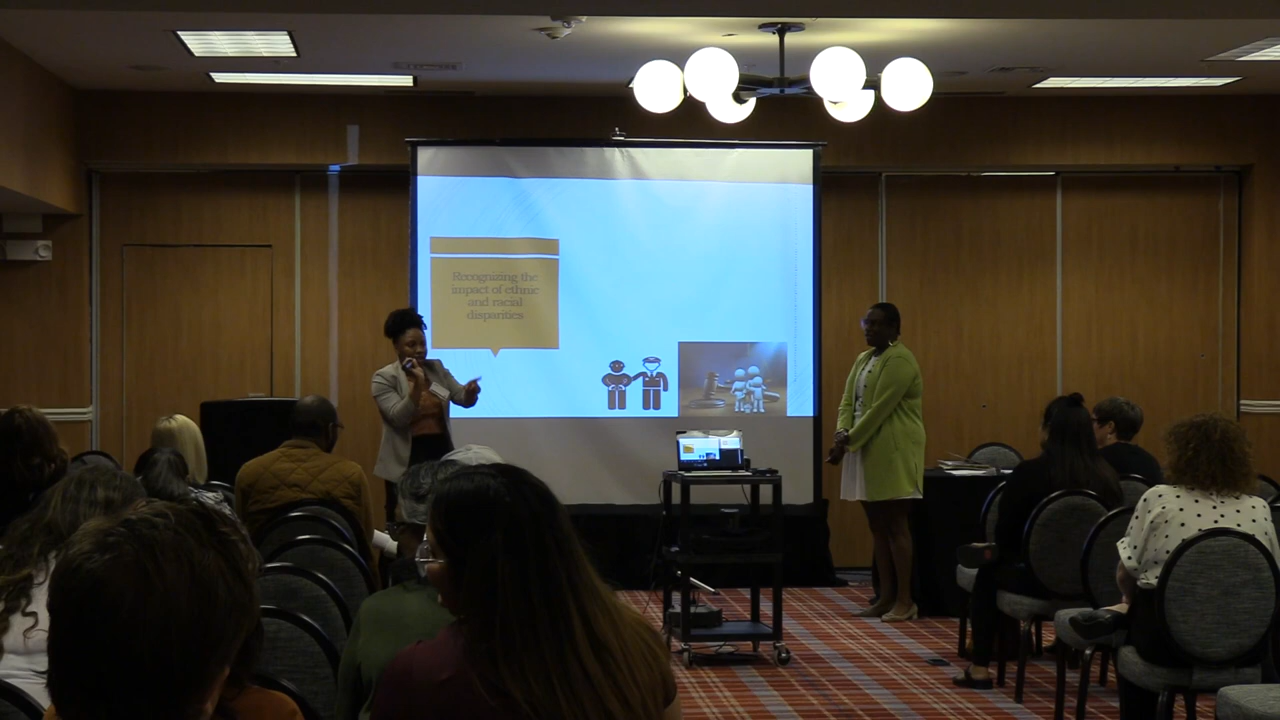 Recognizing the
impact of ethnic
and racial
disparities